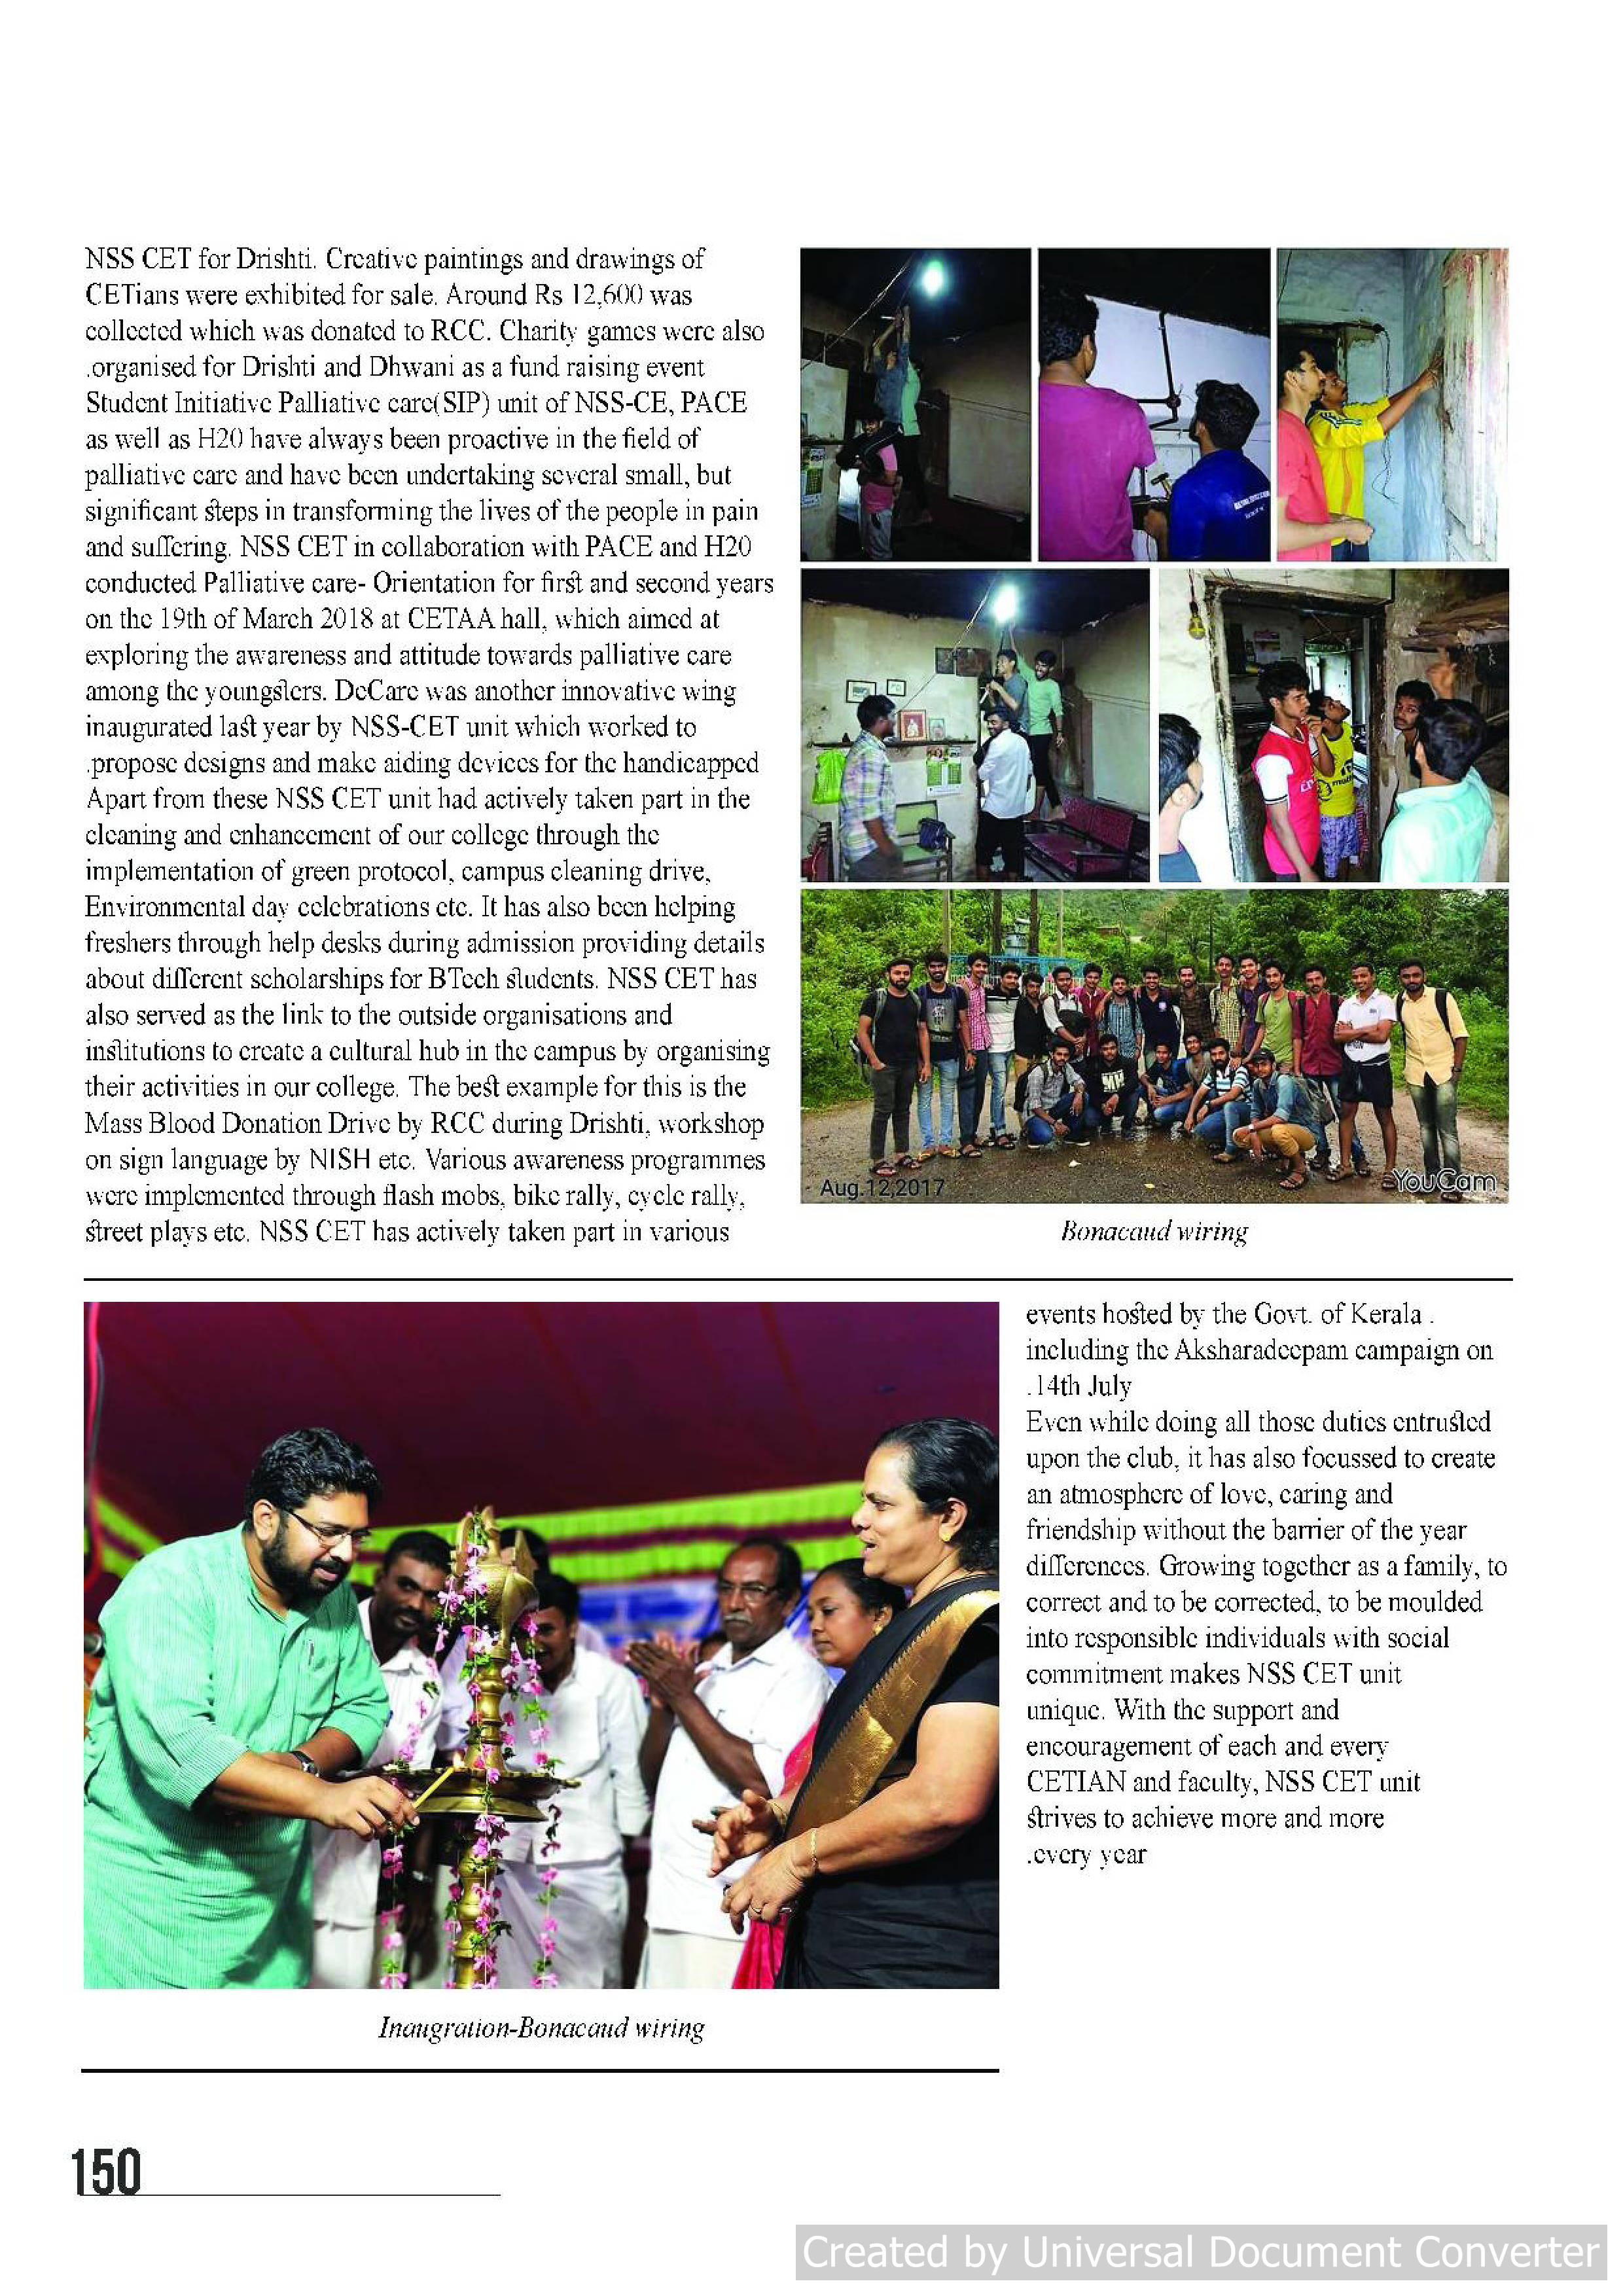 NSS CET for Drishti. Creative paintings and drawings of
CETians were exhibited for sale. Around Rs 12,600 was
collected which was donated to RCC. Charity games were also
.organised for Drishti and Dhwani as a fund raising event
Student Initiative Palliative care(SIP) unit of NSS-CE, PACE
as well as H20 have always been proactive in the field of
palliative care and have been undertaking several small, but
significant steps in transforming the lives of the people in pain
and suffering. NSS CET in collaboration with PACE and H20
conducted Palliative care- Orientation for first and second years
on the 19th of March 2018 at CETAA hall, which aimed at
exploring the awareness and attitude towards palliative care
among the youngsters. DeCare was another innovative wing
inaugurated last year by NSS-CET unit which worked to
.propose designs and make aiding devices for the handicapped
Apart from these NSS CET unit had actively taken part in the
cleaning and enhancement of our college through the
implementation of green protocol, campus cleaning drive,
Environmental day celebrations etc. It has also been helping
freshers through help desks during admission providing details
about different scholarships for BTech students. NSS CET has
also served as the link to the outside organisations and
institutions to create a cultural hub in the campus by organising
their activities in our college. The best example for this is the
Mass Blood Donation Drive by RCC during Drishti, workshop
on sign language by NISH etc. Various awareness programmes
were implemented through flash mobs, bike rally, cycle rally,
street plays etc. NSS CET has actively taken part in various
Aug.12,2017
YouCam
Bonacaud wiring
events hosted by the Govt. of Kerala .
including the Aksharadeepam campaign on
.14th July
Even while doing all those duties entrusted
upon the club, it has also focussed to create
an atmosphere of love, caring and
friendship without the barrier of the year
differences. Growing together as a family, to
correct and to be corrected, to be moulded
into responsible individuals with social
commitment makes NSS CET unit
unique. With the support and
encouragement of each and every
CETIAN and faculty, NSS CET unit
strives to achieve more and more
.every year
Inaugration-Bonacaud wiring
150
Created by Universal Document Converter